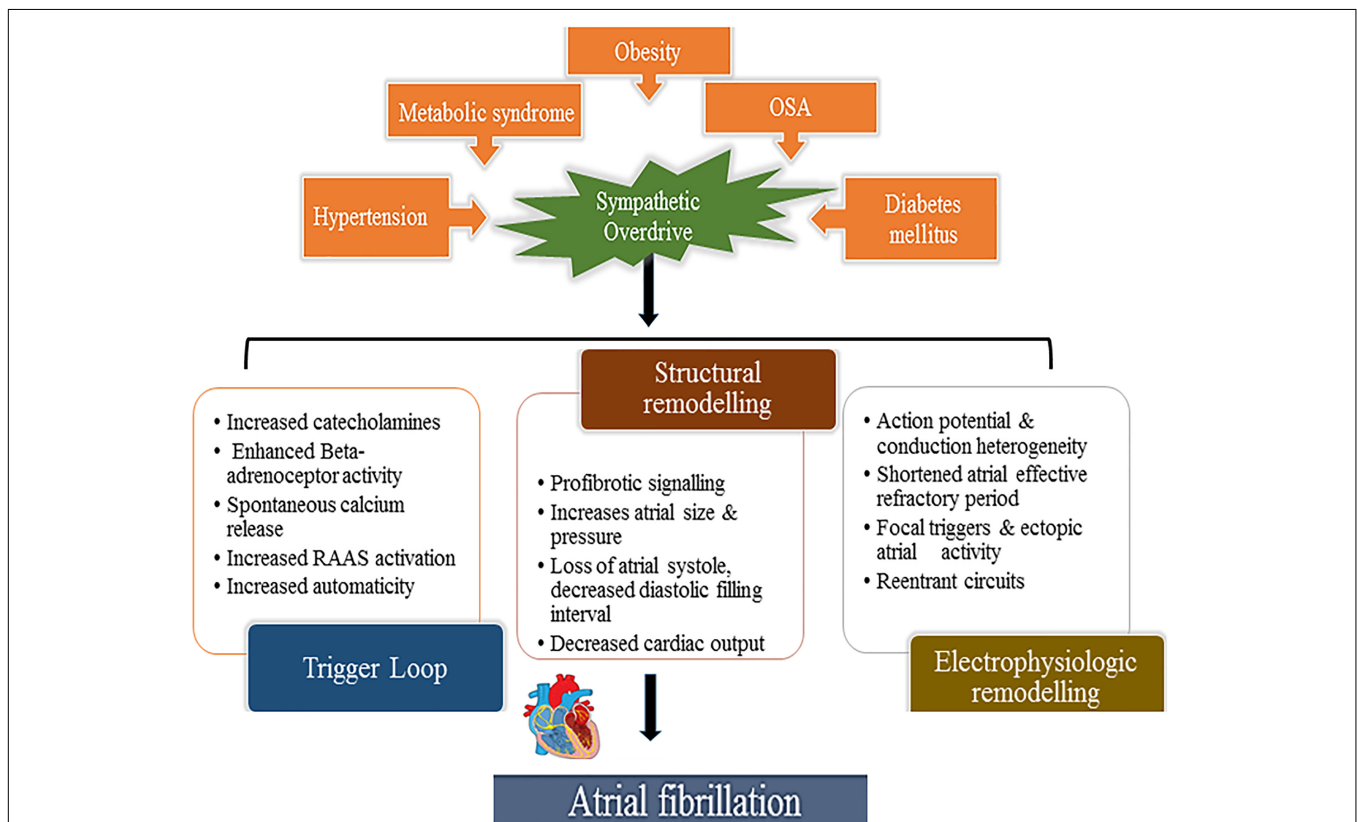 Obesity
Metabolic syndrome
OSA
Hypertension
Sympathetic
Overdrive
Diabetes
mellitus
• Increased catecholamines
• Enhanced Beta-
adrenoceptor activity
• Spontaneous calcium
release
• Increased RAAS activation
• Increased automaticity
Trigger Loop
Structural
remodelling
• Profibrotic signalling
• Increases atrial size &
pressure
• Loss of atrial systole,
decreased diastolic filling
interval
• Decreased cardiac output
• Action potential &
conduction heterogeneity
• Shortened atrial effective
refractory period
• Focal triggers & ectopic
atrial activity
• Reentrant circuits
Electrophysiologic
remodelling
Atrial fibrillation